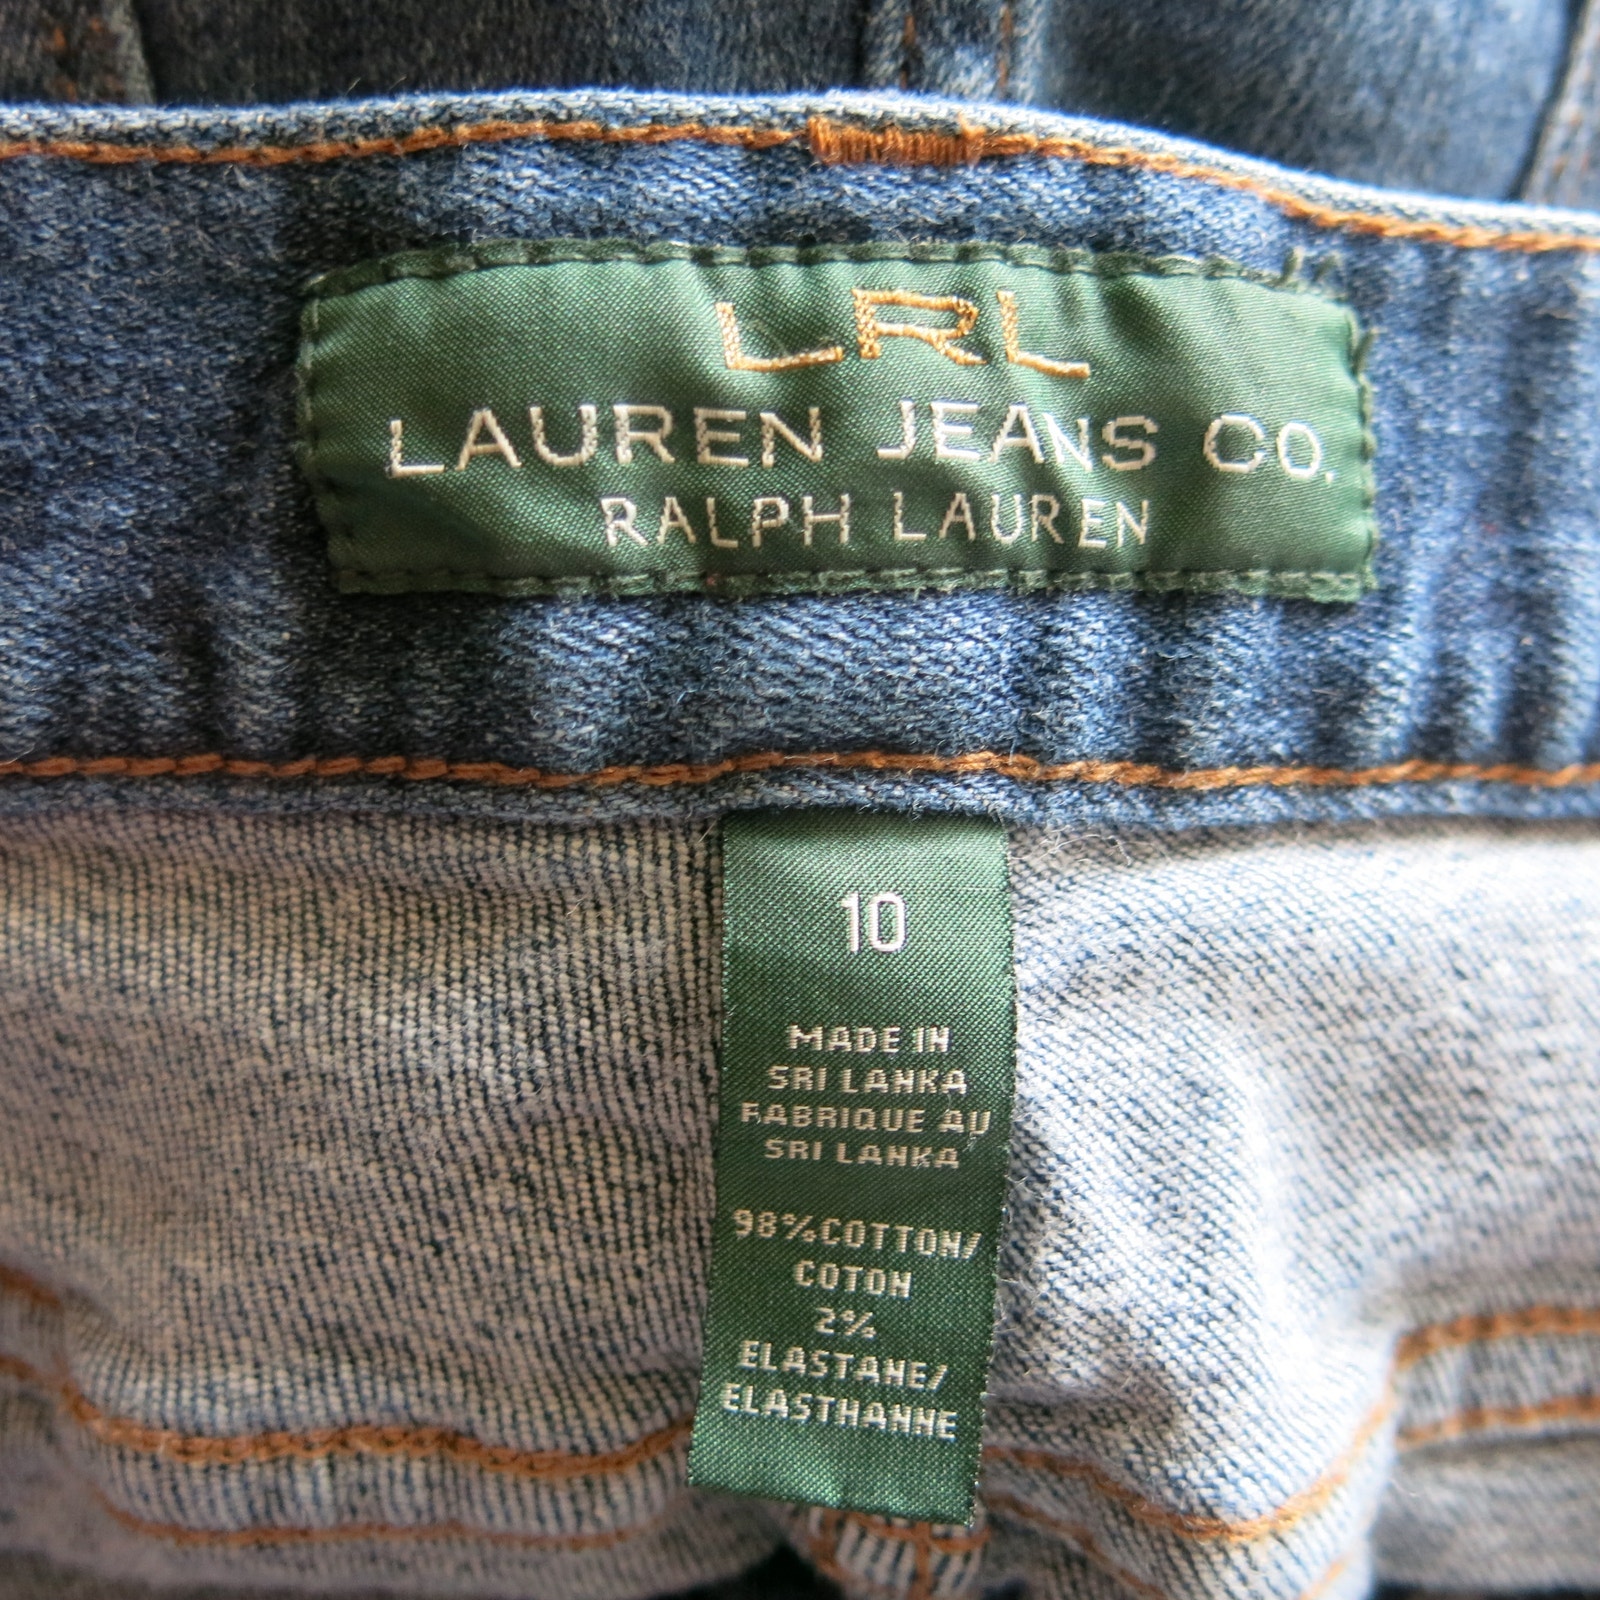 LRL
LAUREN JEANS CO.
RALPH LAUREN
10
MADE IN
SRI LANKA
FABRIQUE AU
SRI LANKA
98% COTTON/
COTON
2%
ELASTANE/
ELASTHANNE